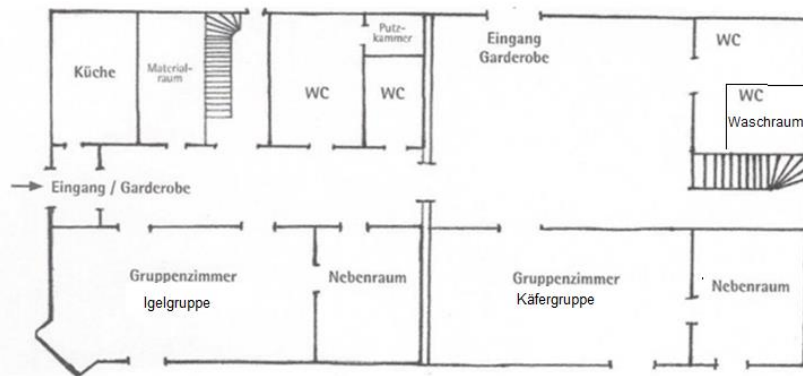 Küche
Material-
raum
WC
Putz-
kammer
WC
Eingang
Garderobe
WC
WC
Waschraum
Eingang / Garderobe
Gruppenzimmer
Igelgruppe
Nebenraum
Gruppenzimmer
Käfergruppe
Nebenraum